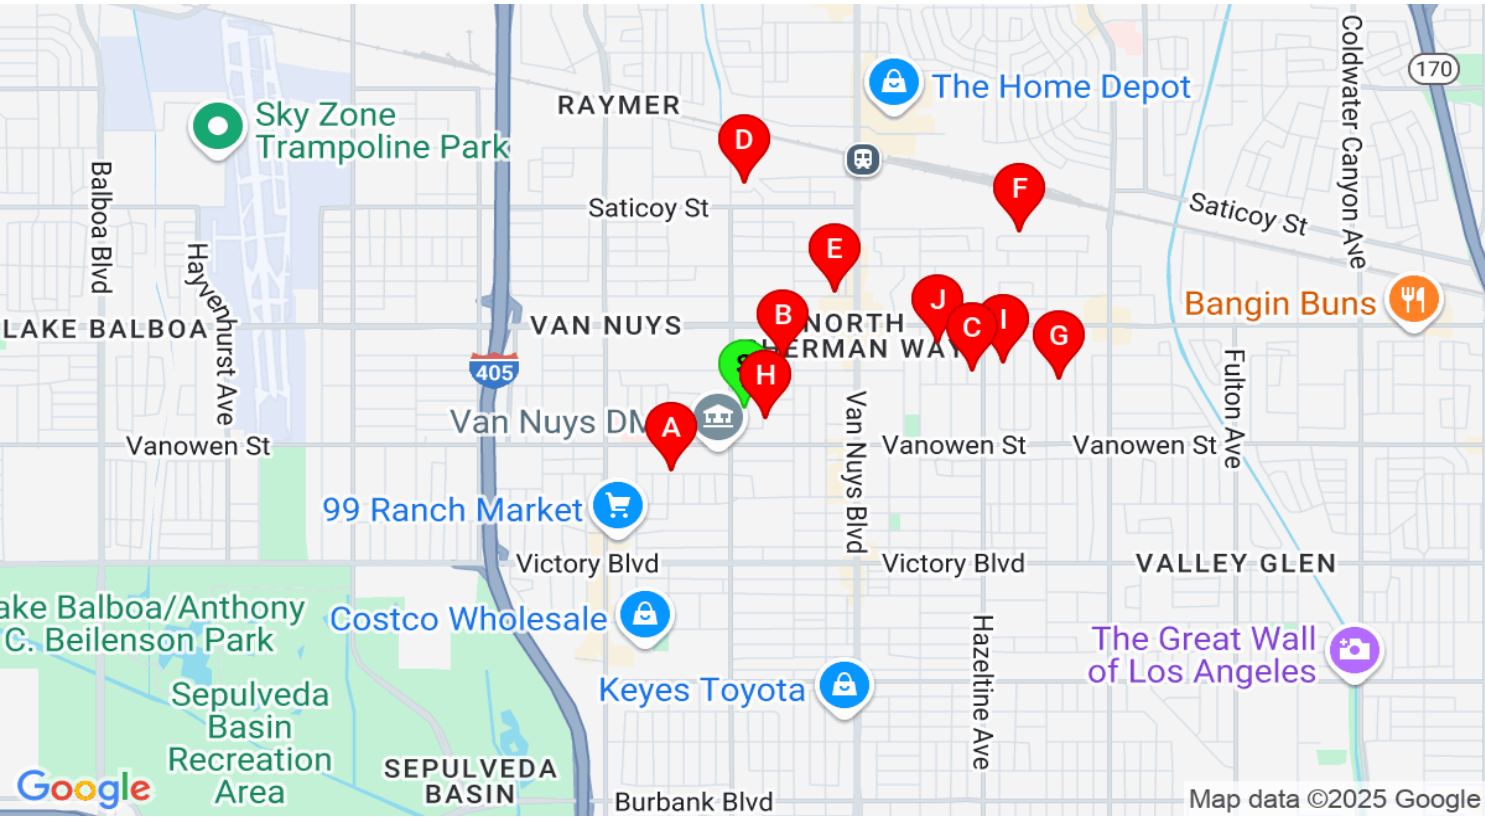 Coldwater Canyon Ave
170
The Home Depot
RAYMER
Sky Zone
Trampoline Park
D
Balboa Blvd
F
Saticoy St
Saticoy St
Hayvenhurst Ave
E
J
I
Bangin Buns
B
NORTH
C
G
LAKE BALBOA
VAN NUYS
HERMAN WAY
405
S
H
Fulton Ave
Van Nuys DM
A
Van Nuys Blvd
Vanowen St
Vanowen St
Vanowen St
99 Ranch Market
Victory Blvd
Victory Blvd
VALLEY GLEN
ake Balboa/Anthony
C. Beilenson Park
Costco Wholesale
Hazeltine Ave
The Great Wall
of Los Angeles
Keyes Toyota
Sepulveda
Basin
Recreation
Area
SEPULVEDA
BASIN
Google
Burbank Blvd
Map data ©2025 Google